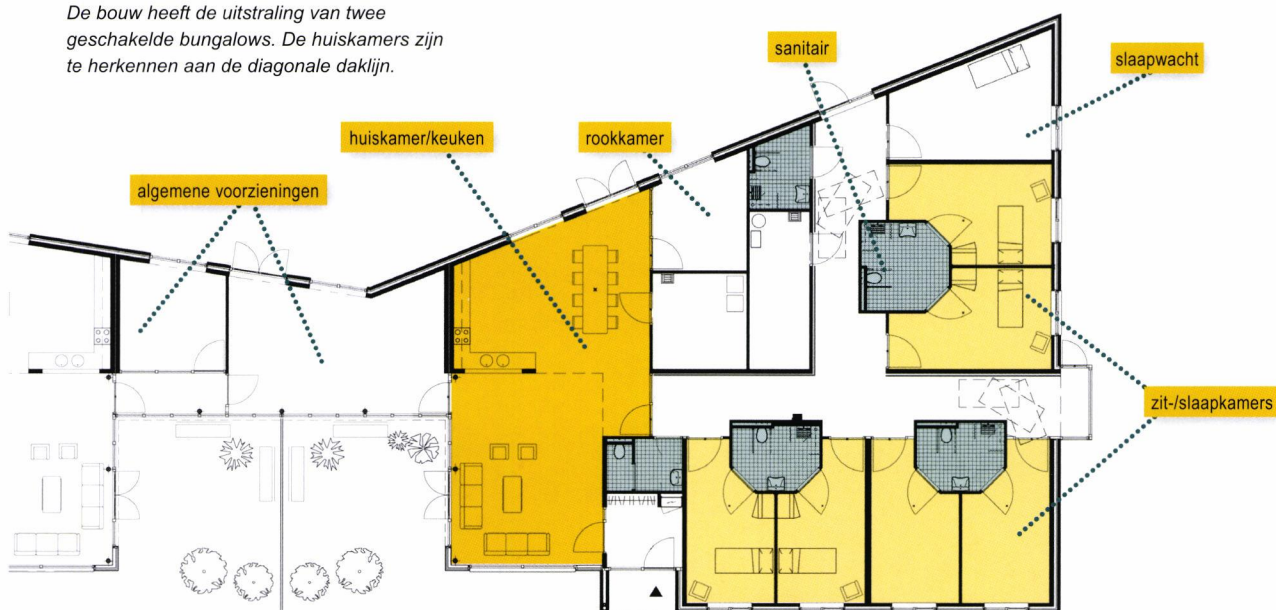 De bouw heeft de uitstraling van twee
geschakelde bungalows. De huiskamers zijn
te herkennen aan de diagonale daklijn.
sanitair
slaapwacht
huiskamer/keuken
rookkamer
algemene voorzieningen
zit-/slaapkamers